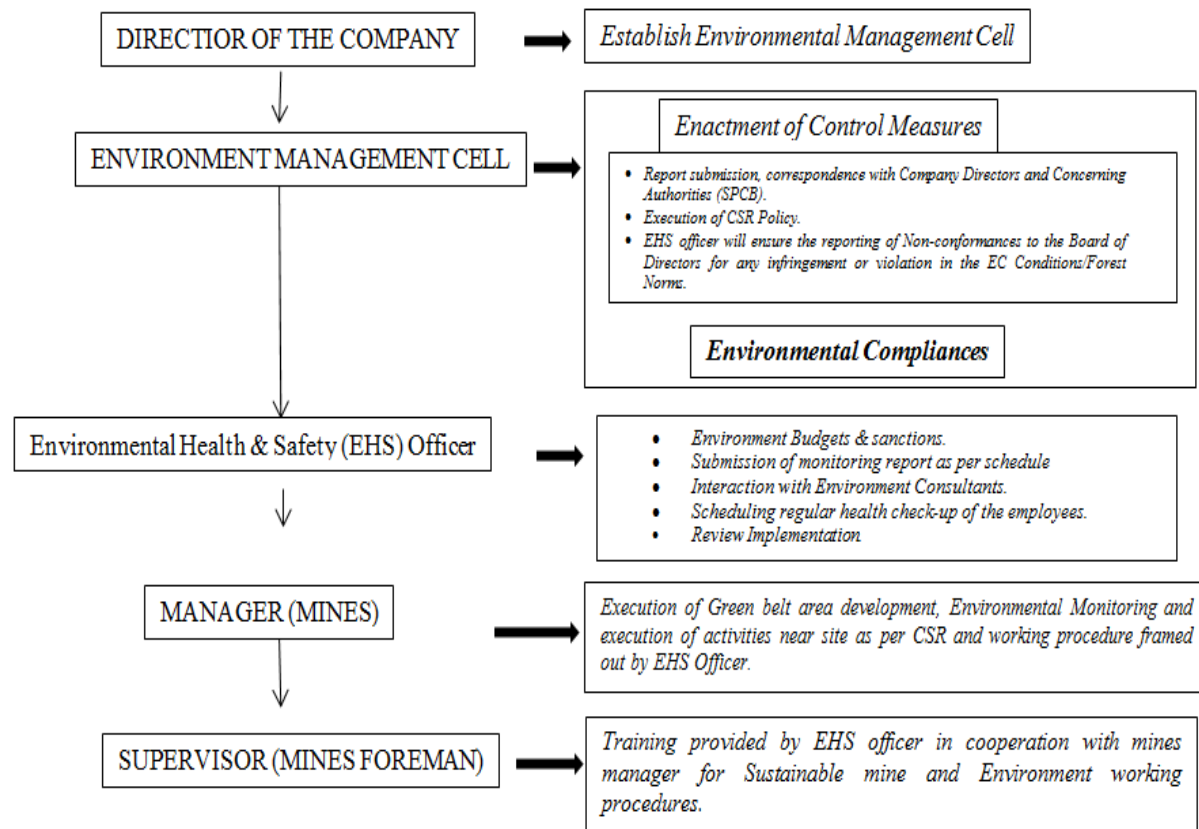 DIRECTIOR OF THE COMPANY
Establish Environmental Management Cell
ENVIRONMENT MANAGEMENT CELL
Enactment of Control Measures
• Report submission, correspondence with Company Directors and Concerning
Authorities (SPCB).
• Execution of CSR Policy.
• EHS officer will ensure the reporting of Non-conformances to the Board of
Directors for any infringement or violation in the EC Conditions/Forest
Norms.
Environmental Compliances
Environmental Health & Safety (EHS) Officer
• Environment Budgets & sanctions.
• Submission of monitoring report as per schedule
• Interaction with Environment Consultants.
• Scheduling regular health check-up of the employees.
• Review Implementation
MANAGER (MINES)
Execution of Green belt area development, Environmental Monitoring and
execution of activities near site as per CSR and working procedure framed
out by EHS Officer.
SUPERVISOR (MINES FOREMAN)
Training provided by EHS officer in cooperation with mines
manager for Sustainable mine and Environment working
procedures.